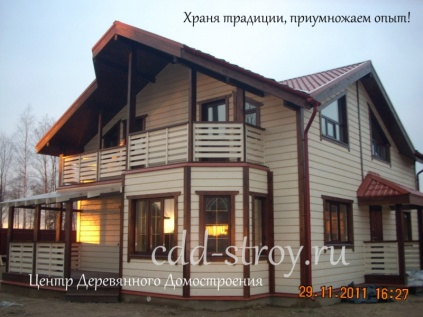 Храня традиции, приумножаем опыт!
cdd-stroy.ru
Центр Деревянного Домостроения
29-11-2011 16:27